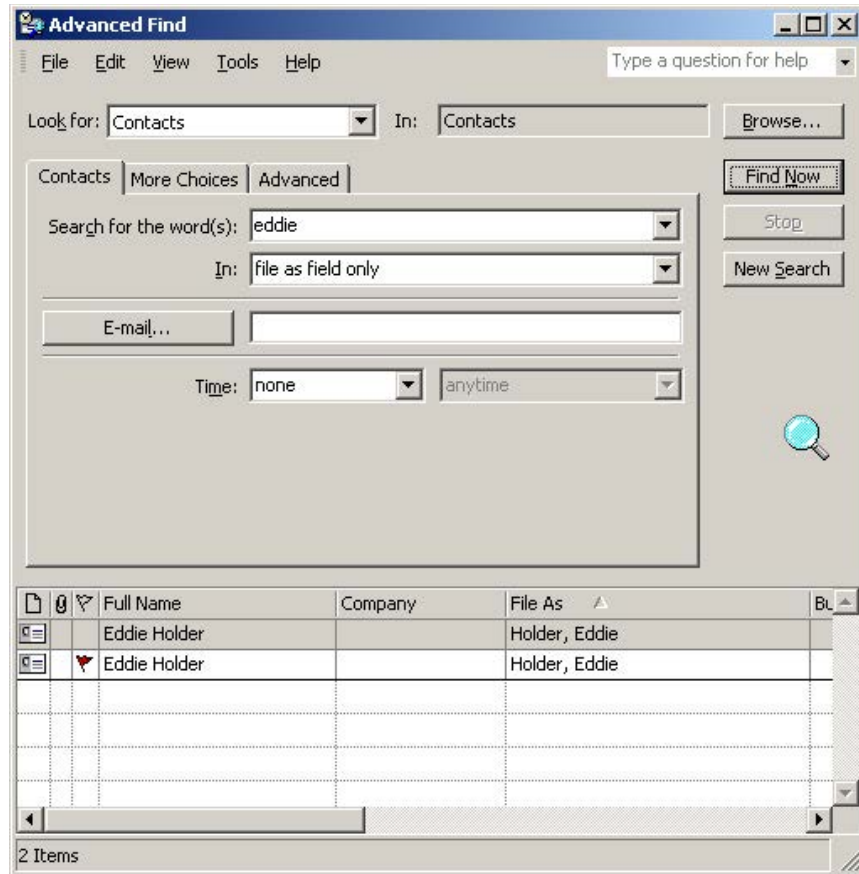 Advanced Find
File Edit View Tools Help Type a question for help
Look for: Contacts In: Contacts Browse...
Contacts More Choices Advanced Find Now
Search for the word(s): eddie Stop
In: file as field only New Search
E-mail...
Time: none anytime
Full Name Company File As Bu
Eddie Holder Holder, Eddie
Eddie Holder Holder, Eddie
2 Items